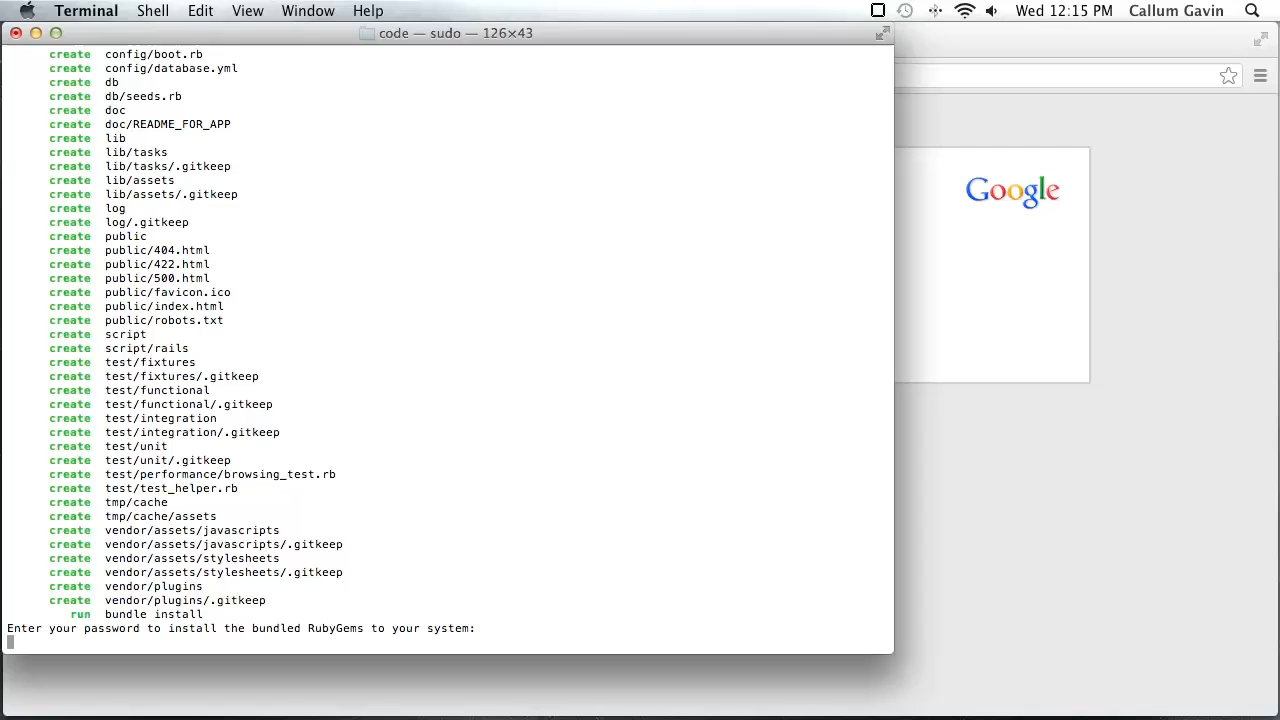 Terminal Shell Edit View Window Help Wed 12:15 PM Callum Gavin
code — sudo — 126×43
create config/boot.rb
create config/database.yml
create db
create db/seeds.rb
create doc
create doc/README_FOR_APP
create lib
create lib/tasks
create lib/tasks/.gitkeep
create lib/assets
create lib/assets/.gitkeep
create log
create log/.gitkeep
create public
create public/404.html
create public/422.html
create public/500.html
create public/favicon.ico
create public/index.html
create public/robots.txt
create script
create script/rails
create test/fixtures
create test/fixtures/.gitkeep
create test/functional
create test/functional/.gitkeep
create test/integration
create test/integration/.gitkeep
create test/unit
create test/unit/.gitkeep
create test/performance/browsing_test.rb
create test/test_helper.rb
create tmp/cache
create tmp/cache/assets
create vendor/assets/javascripts
create vendor/assets/javascripts/.gitkeep
create vendor/assets/stylesheets
create vendor/assets/stylesheets/.gitkeep
create vendor/plugins
create vendor/plugins/.gitkeep
run bundle install
Enter your password to install the bundled RubyGems to your system:
Google